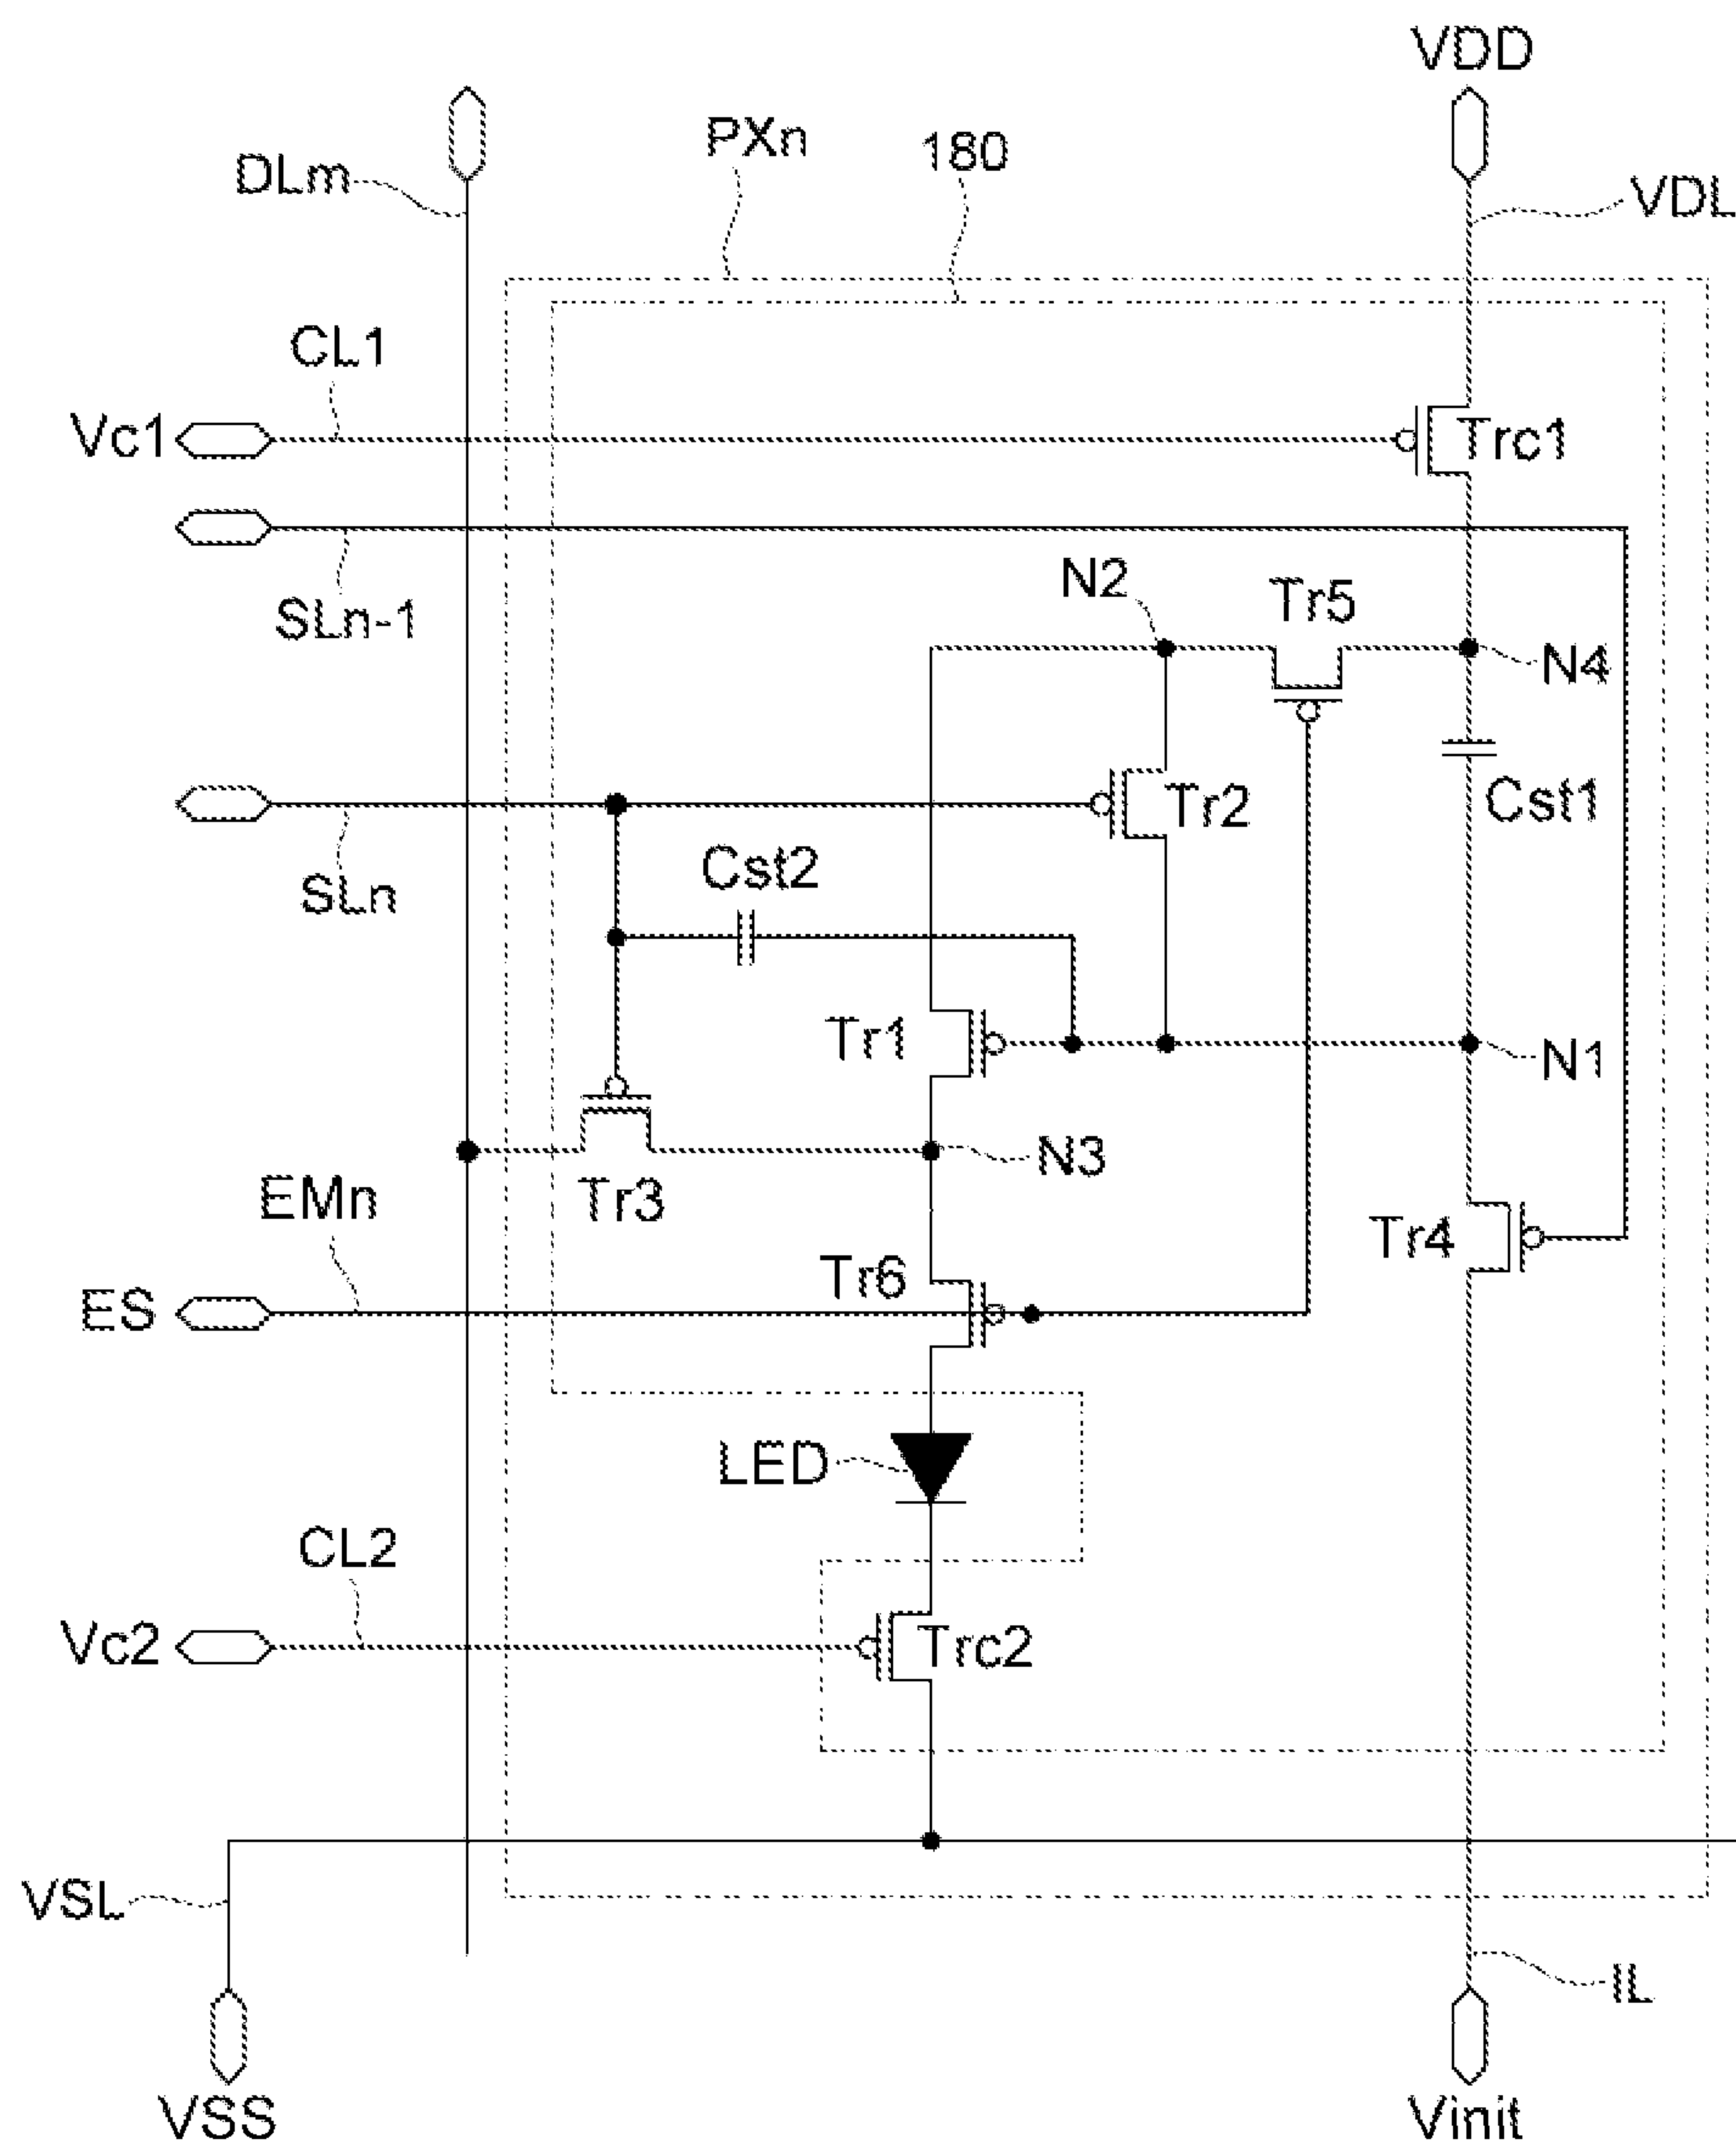 VDD
PXn
180
DLm
VDL
CL1
Vc1
Trc1
SLn-1
N2
Tr5
N4
Tr2
Cst1
SLn
Cst2
Tr1
N1
N3
EMn
Tr3
Tr4
Tr6
ES
LED
CL2
Vc2
Trc2
VSL
IL
VSS
Vinit